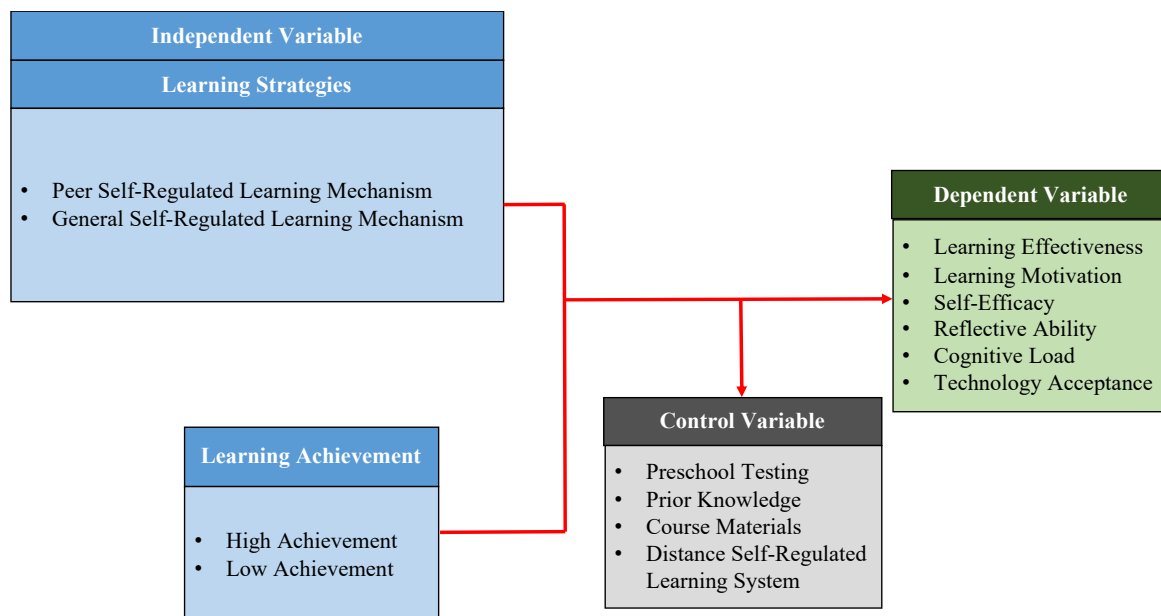 Independent Variable
Learning Strategies
• Peer Self-Regulated Learning Mechanism
• General Self-Regulated Learning Mechanism
Dependent Variable
• Learning Effectiveness
• Learning Motivation
• Self-Efficacy
• Reflective Ability
• Cognitive Load
• Technology Acceptance
Learning Achievement
• High Achievement
• Low Achievement
Control Variable
• Preschool Testing
• Prior Knowledge
• Course Materials
• Distance Self-Regulated
Learning System